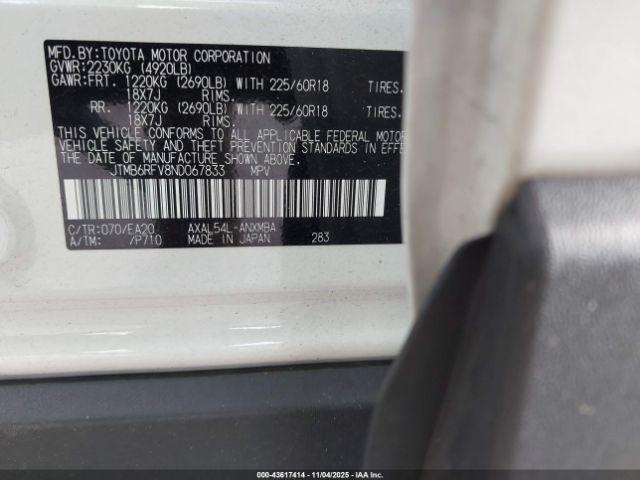 MFD.BY:TOYOTA MOTOR CORPORATION
GVWR:2230KG (4920LB)
GAWR:FRT. 1220KG (2690LB) WITH 225/60R18 TIRES.
18X7J RIMS.
RR. 1220KG (2690LB) WITH 225/60R18 TIRES.
18X7J RIMS.
THIS VEHICLE CONFORMS TO ALL APPLICABLE FEDERAL MOTOR
VEHICLE SAFETY AND THEFT PREVENTION STANDARDS IN EFFE
ON THE DATE OF MANUFACTURE SHOWN ABOVE.
JTMB6RFV8ND067833 MPV
C/TR:070/EA20 AXAL54L-ANXMBA
A/TM: /P710 MADE IN JAPAN 283
000-43617414 - 11/04/2025 - IAAI.com